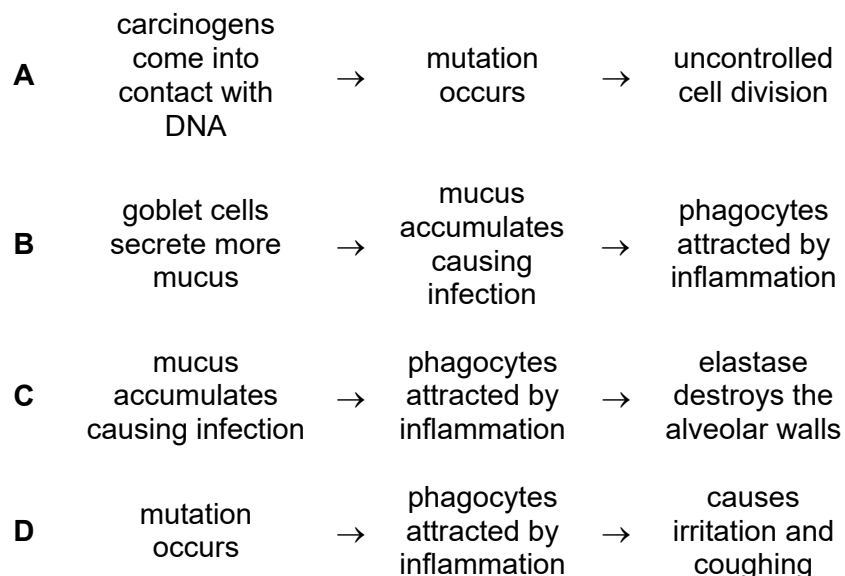 carcinogens
come into
contact with
DNA
A
→
mutation
occurs
→
uncontrolled
cell division
goblet cells
secrete more
mucus
B
→
mucus
accumulates
causing
infection
→
phagocytes
attracted by
inflammation
mucus
accumulates
causing infection
C
→
phagocytes
attracted by
inflammation
→
elastase
destroys the
alveolar walls
mutation
occurs
D
→
phagocytes
attracted by
inflammation
→
causes
irritation and
coughing